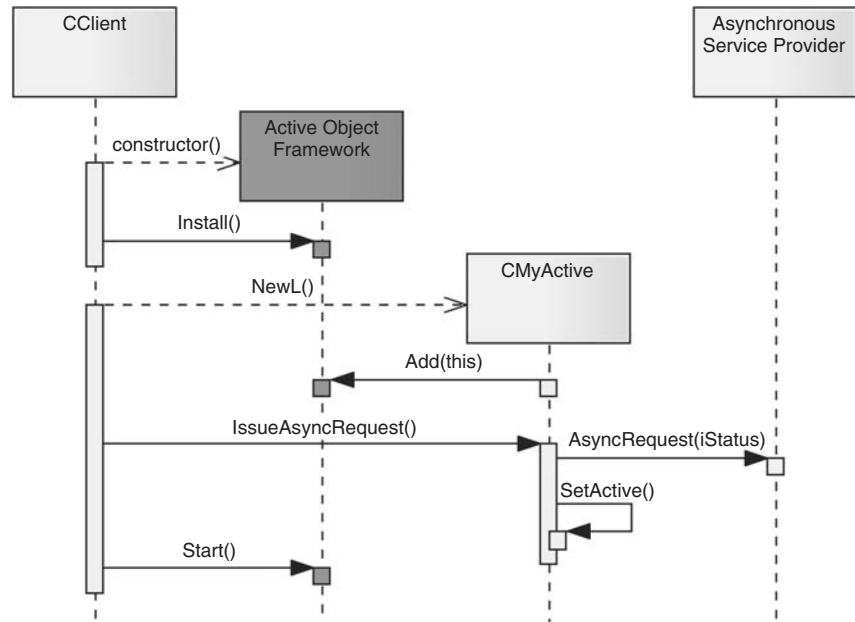 CClient
Asynchronous
Service Provider
constructor()
Active Object
Framework
Install()
CMyActive
NewL()
Add(this)
IssueAsyncRequest()
AsyncRequest(iStatus)
SetActive()
Start()